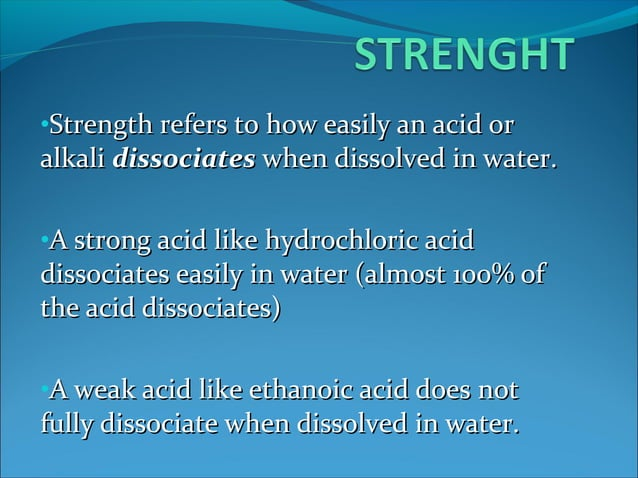 STRENGHT
•Strength refers to how easily an acid or
alkali dissociates when dissolved in water.
•A strong acid like hydrochloric acid
dissociates easily in water (almost 100% of
the acid dissociates)
•A weak acid like ethanoic acid does not
fully dissociate when dissolved in water.